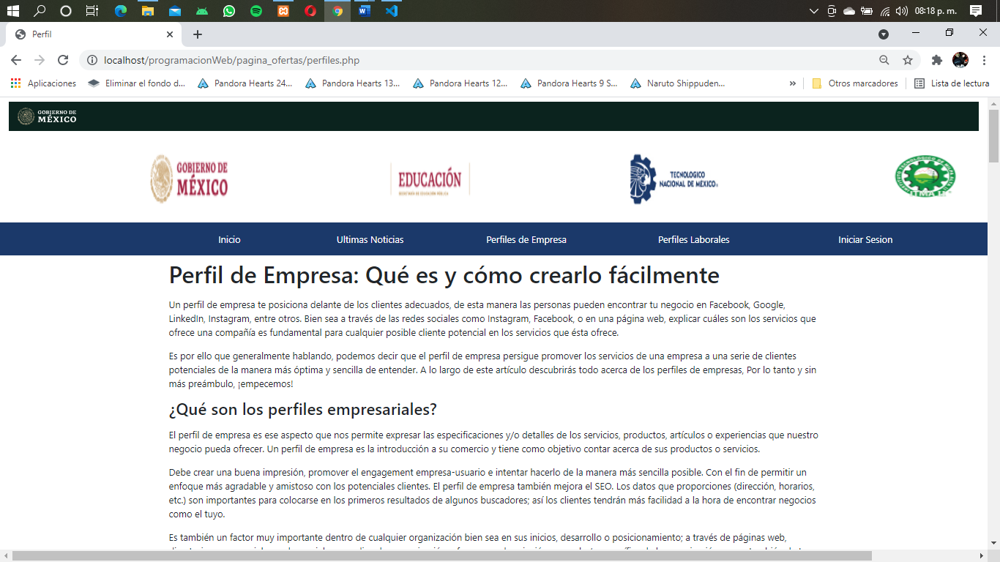 08:18 p. m.
Perfil
localhost/programacionWeb/pagina_ofertas/perfiles.php
Aplicaciones
Eliminar el fondo d...
Pandora Hearts 24...
Pandora Hearts 13...
Pandora Hearts 12...
Pandora Hearts 9 S...
Naruto Shippuden...
»
Otros marcadores
Lista de lectura
GOBIERNO DE
MÉXICO
GOBIERNO DE
MÉXICO
EDUCACIÓN
SECRETARÍA DE EDUCACIÓN PÚBLICA
TECNOLÓGICO
NACIONAL DE MÉXICO
Inicio
Ultimas Noticias
Perfiles de Empresa
Perfiles Laborales
Iniciar Sesion
Perfil de Empresa: Qué es y cómo crearlo fácilmente
Un perfil de empresa te posiciona delante de los clientes adecuados, de esta manera las personas pueden encontrar tu negocio en Facebook, Google,
LinkedIn, Instagram, entre otros. Bien sea a través de las redes sociales como Instagram, Facebook, o en una página web, explicar cuáles son los servicios que
ofrece una compañía es fundamental para cualquier posible cliente potencial en los servicios que ésta ofrece.
Es por ello que generalmente hablando, podemos decir que el perfil de empresa persigue promover los servicios de una empresa a una serie de clientes
potenciales de la manera más óptima y sencilla de entender. A lo largo de este artículo descubrirás todo acerca de los perfiles de empresas, Por lo tanto y sin
más preámbulo, ¡empecemos!
¿Qué son los perfiles empresariales?
El perfil de empresa es ese aspecto que nos permite expresar las especificaciones y/o detalles de los servicios, productos, artículos o experiencias que nuestro
negocio pueda ofrecer. Un perfil de empresa es la introducción a su comercio y tiene como objetivo contar acerca de sus productos o servicios.
Debe crear una buena impresión, promover el engagement empresa-usuario e intentar hacerlo de la manera más sencilla posible. Con el fin de permitir un
enfoque más agradable y amistoso con los potenciales clientes. El perfil de empresa también mejora el SEO. Los datos que proporciones (dirección, horarios,
etc.) son importantes para colocarse en los primeros resultados de algunos buscadores; así los clientes tendrán más facilidad a la hora de encontrar negocios
como el tuyo.
Es también un factor muy importante dentro de cualquier organización bien sea en sus inicios, desarrollo o posicionamiento; a través de páginas web,